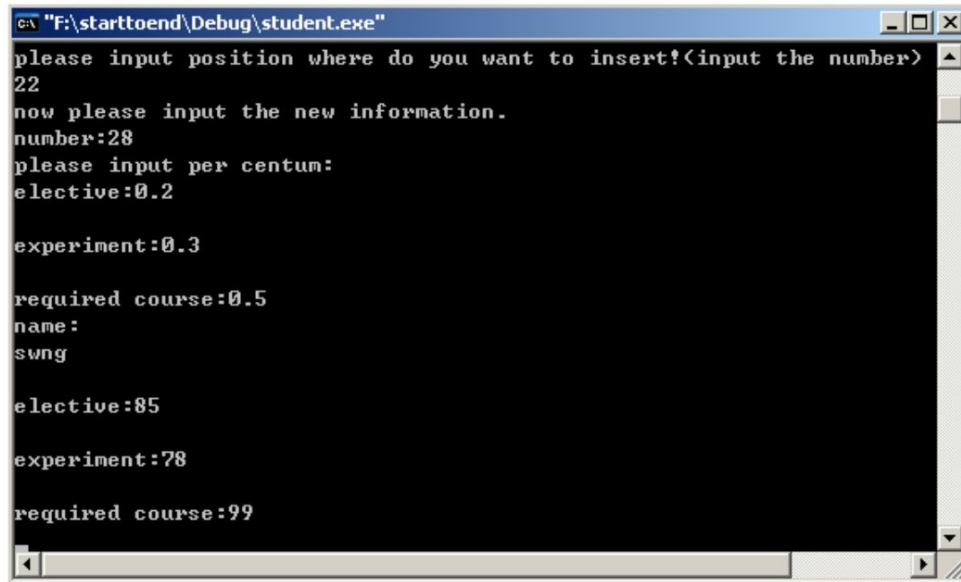 "F:\starttoend\Debug\student.exe"
please input position where do you want to insert!(input the number)
22
now please input the new information.
number:28
please input per centum:
elective:0.2
experiment:0.3
required course:0.5
name:
swng
elective:85
experiment:78
required course:99